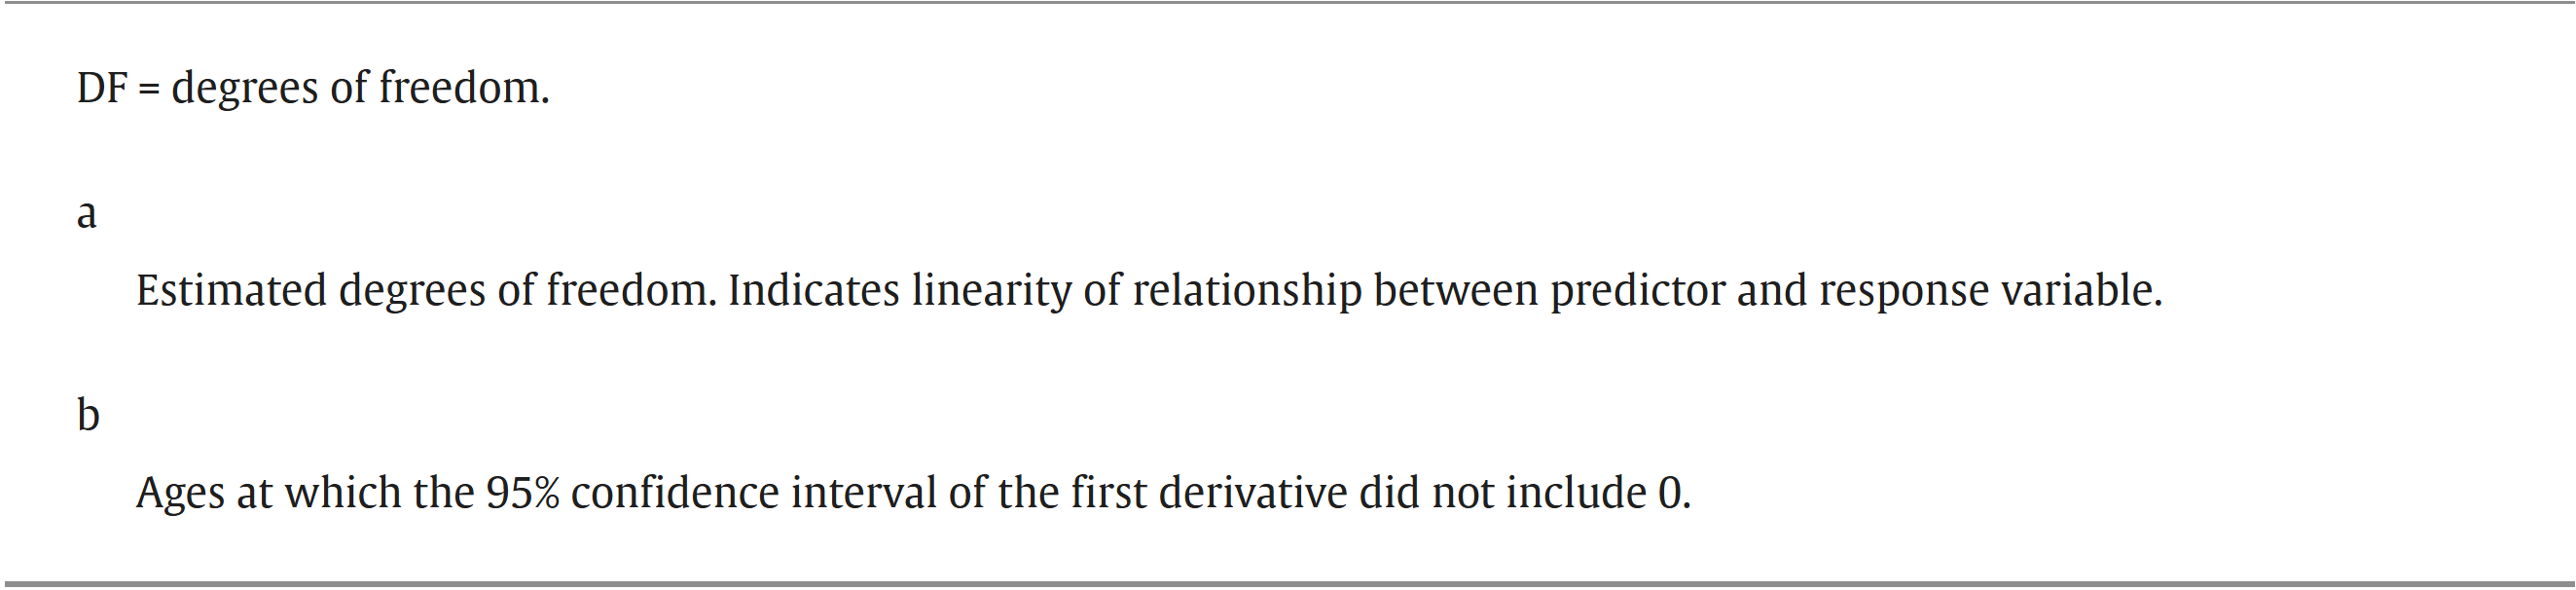 DF = degrees of freedom.
a
Estimated degrees of freedom. Indicates linearity of relationship between predictor and response variable.
b
Ages at which the 95% confidence interval of the first derivative did not include 0.